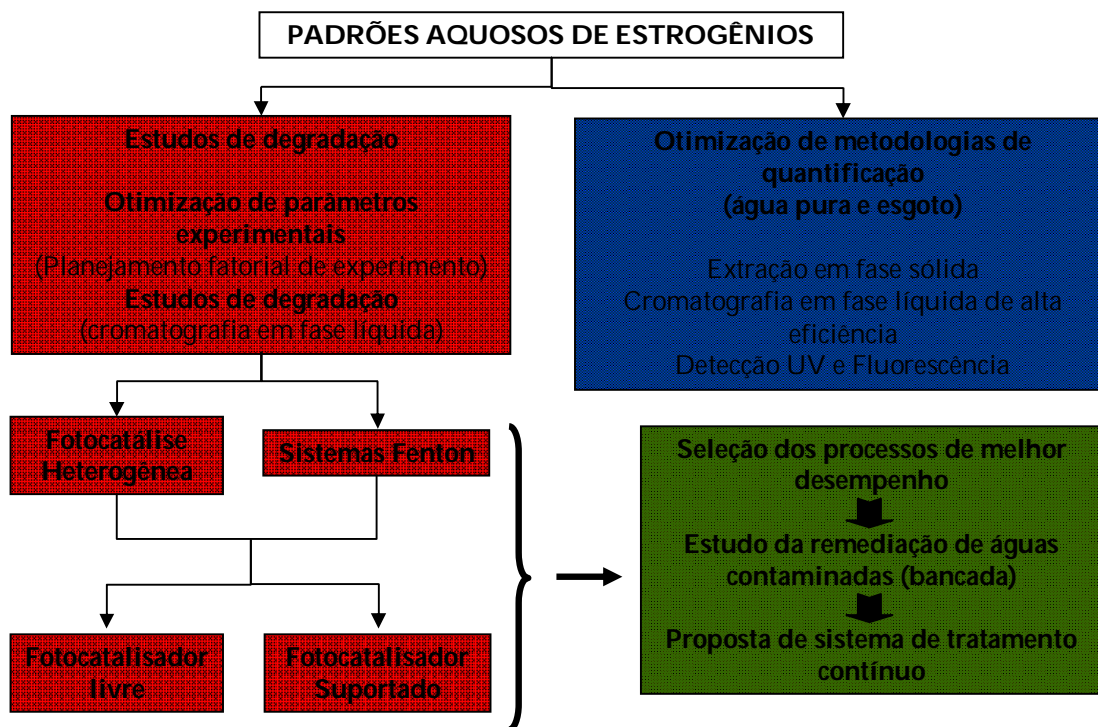 PADRÕES AQUOSOS DE ESTROGÊNIOS
Estudos de degradação
Otimização de parâmetros
experimentais
(Planejamento fatorial de experimento)
Estudos de degradação
(cromatografia em fase líquida)
Otimização de metodologias de
quantificação
(água pura e esgoto)
Extração em fase sólida
Cromatografia em fase líquida de alta
eficiência
Detecção UV e Fluorescência
Fotocatálise
Heterogênea
Sistemas Fenton
Fotocatalisador
livre
Fotocatalisador
Suportado
Seleção dos processos de melhor
desempenho
Estudo da remediação de águas
contaminadas (bancada)
Proposta de sistema de tratamento
contínuo